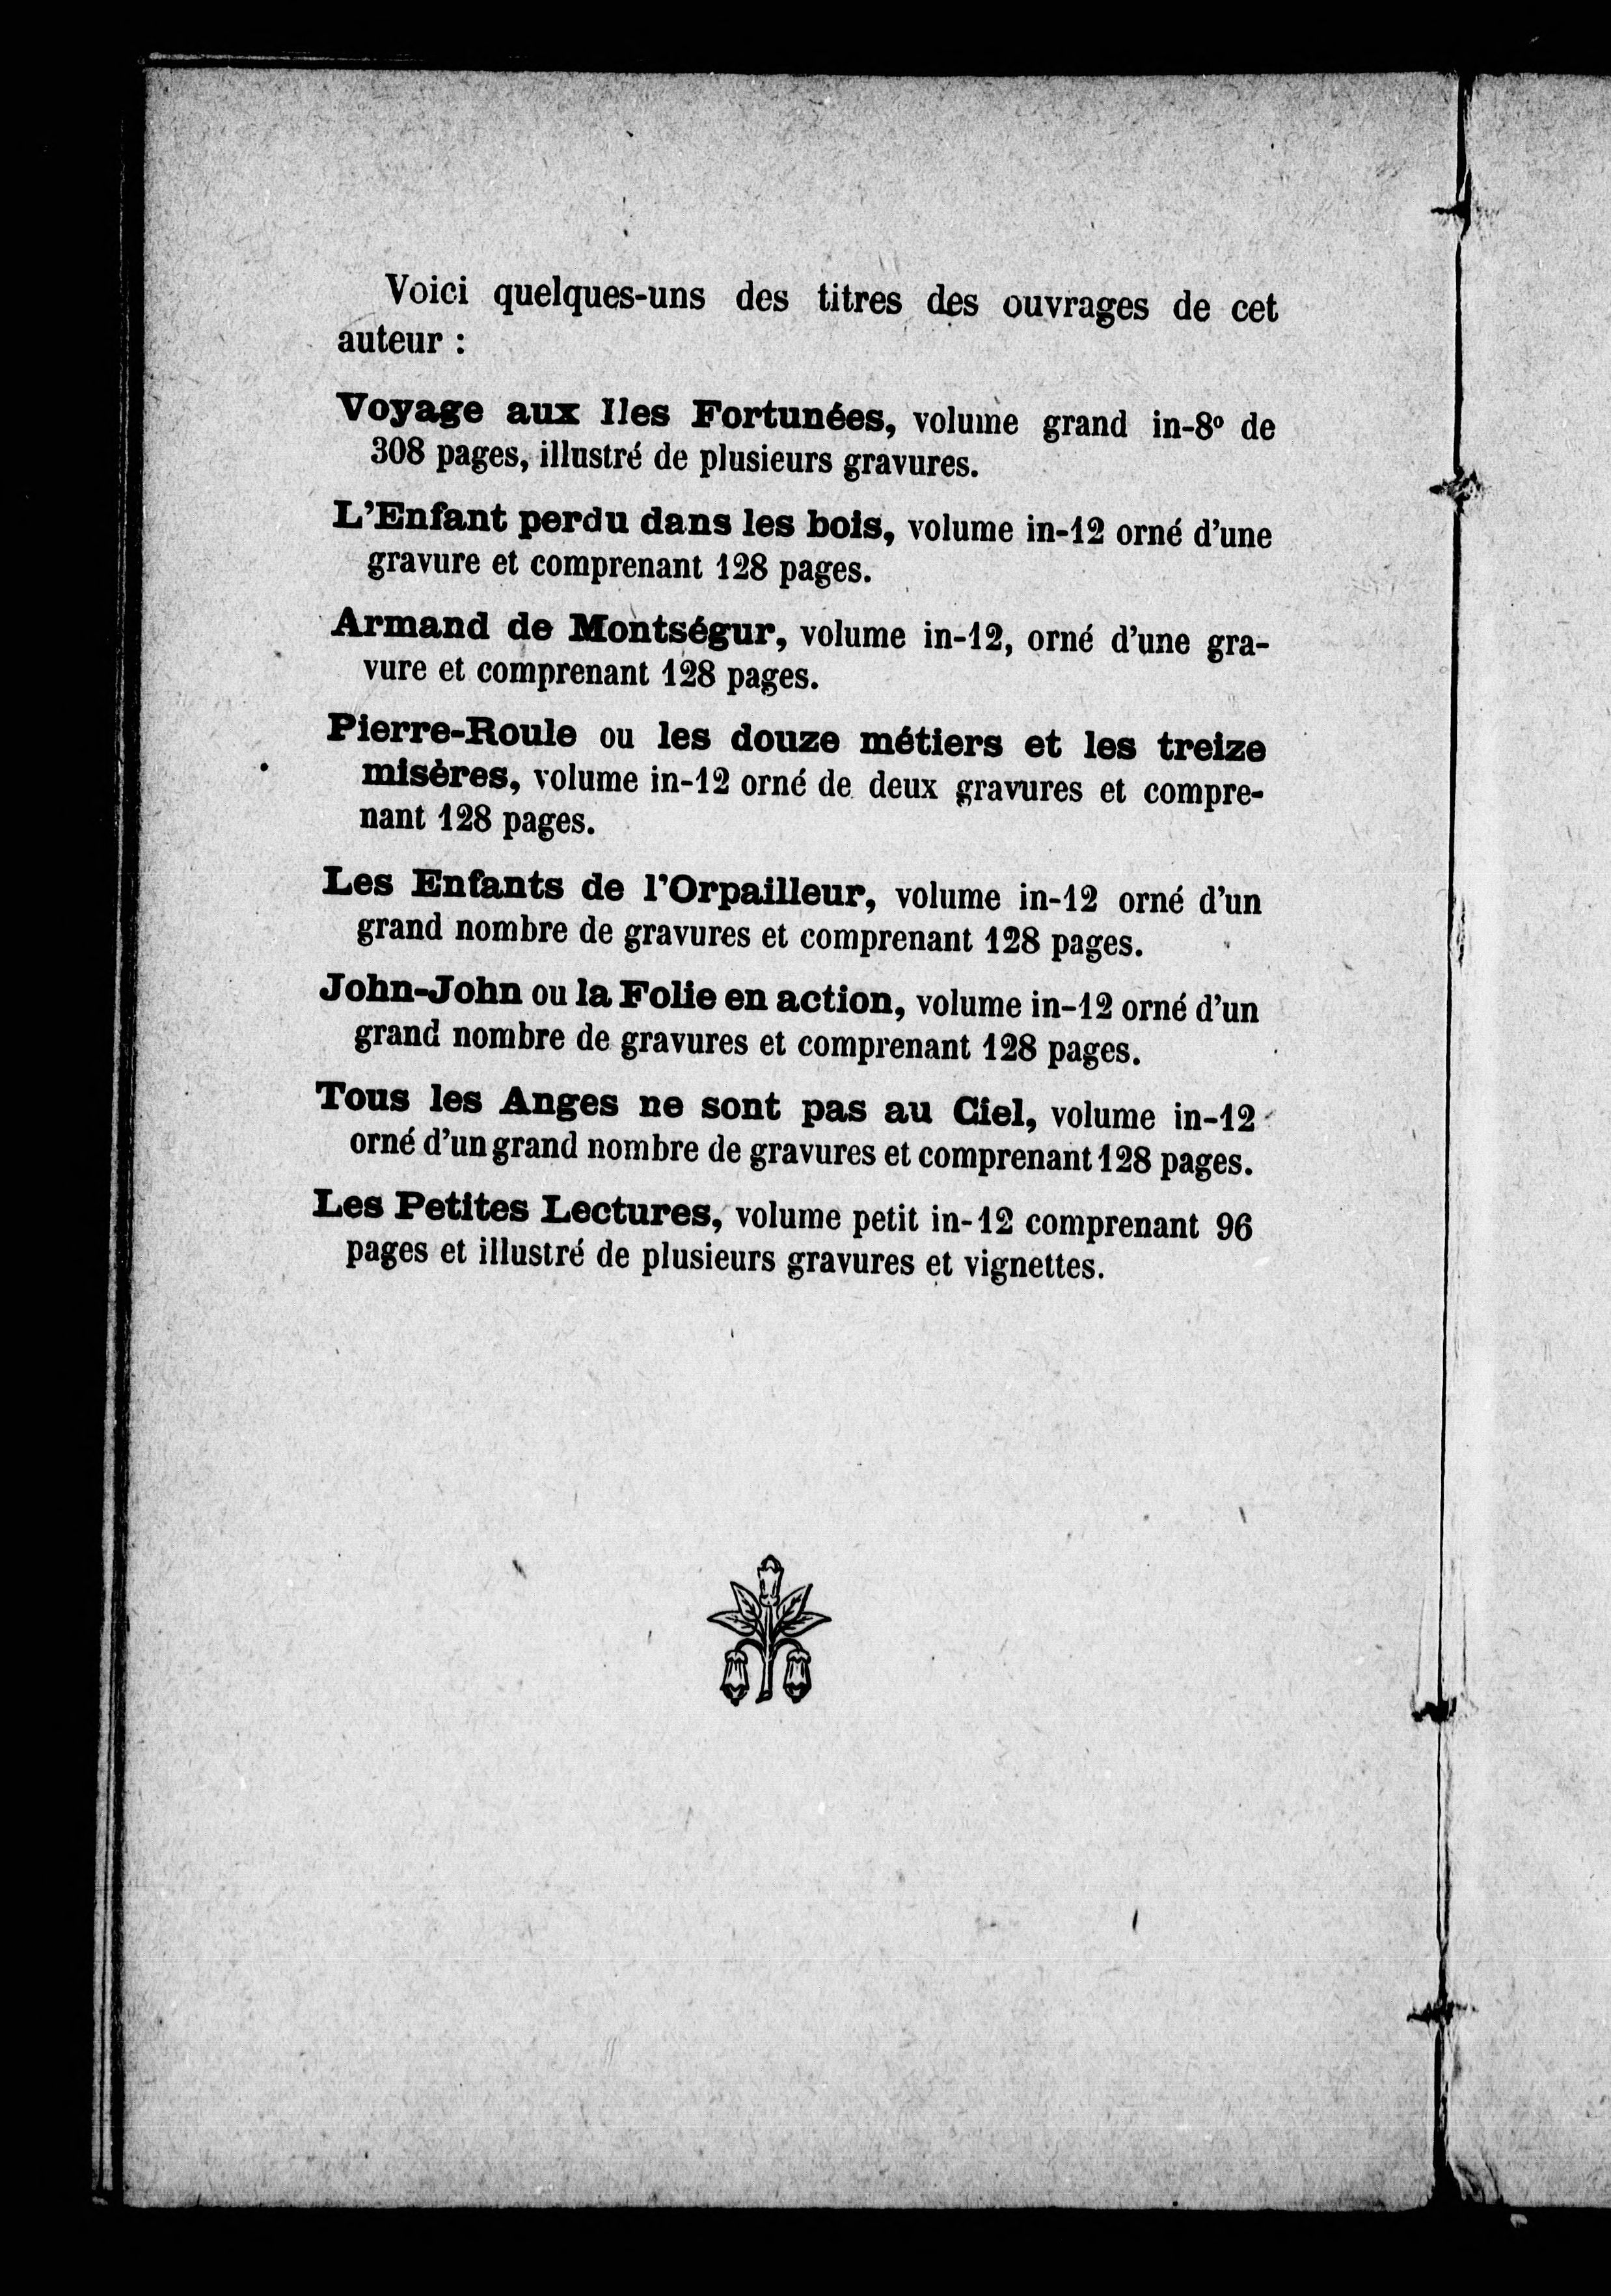 Voici quelques-uns des titres des ouvrages de cet
auteur :
Voyage aux Iles Fortunées, volume grand in-8º de
308 pages, illustré de plusieurs gravures.
L'Enfant perdu dans les bois, volume in-12 orné d'une
gravure et comprenant 128 pages.
Armand de Montségur, volume in-12, orné d'une gra-
vure et comprenant 128 pages.
Pierre-Roule ou les douze métiers et les treize
misères, volume in-12 orné de deux gravures et compre-
nant 128 pages.
Les Enfants de l'Orpailleur, volume in-12 orné d'un
grand nombre de gravures et comprenant 128 pages.
John-John ou la Folie en action, volume in-12 orné d'un
grand nombre de gravures et comprenant 128 pages.
Tous les Anges ne sont pas au Ciel, volume in-12
orné d'un grand nombre de gravures et comprenant 128 pages.
Les Petites Lectures, volume petit in-12 comprenant 96
pages et illustré de plusieurs gravures et vignettes.